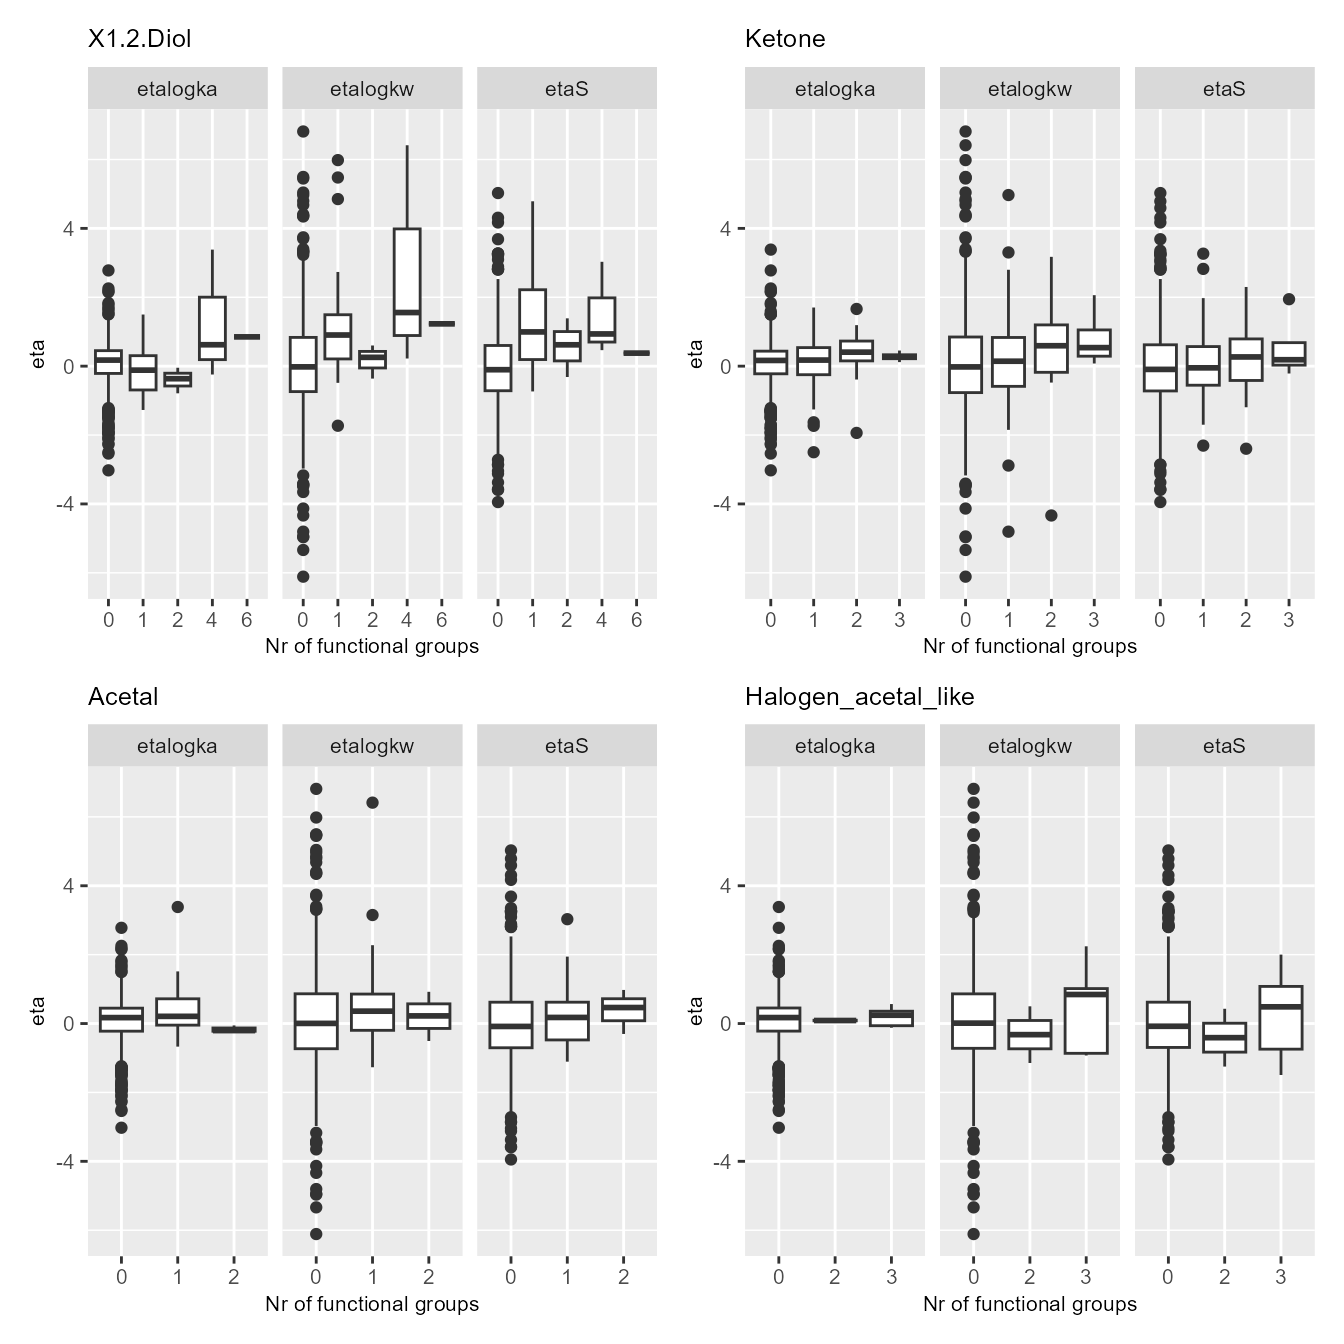 X1.2.Diol
etalogka etalogkw etaS
eta
4
0
-4
0 1 2 4 6 0 1 2 4 6 0 1 2 4 6
Nr of functional groups
Ketone
etalogka etalogkw etaS
eta
4
0
-4
0 1 2 3 0 1 2 3 0 1 2 3
Nr of functional groups
Acetal
etalogka etalogkw etaS
eta
4
0
-4
0 1 2 0 1 2 0 1 2
Nr of functional groups
Halogen_acetal_like
etalogka etalogkw etaS
eta
4
0
-4
0 2 3 0 2 3 0 2 3
Nr of functional groups